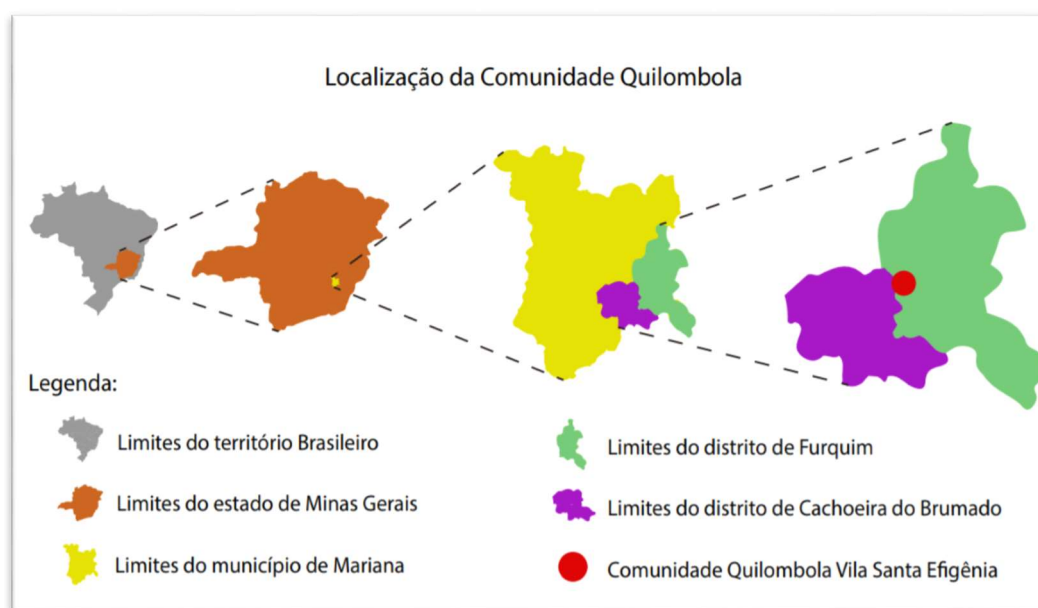 Localização da Comunidade Quilombola
Legenda:
Limites do território Brasileiro
Limites do estado de Minas Gerais
Limites do município de Mariana
Limites do distrito de Furquim
Limites do distrito de Cachoeira do Brumado
Comunidade Quilombola Vila Santa Efigênia